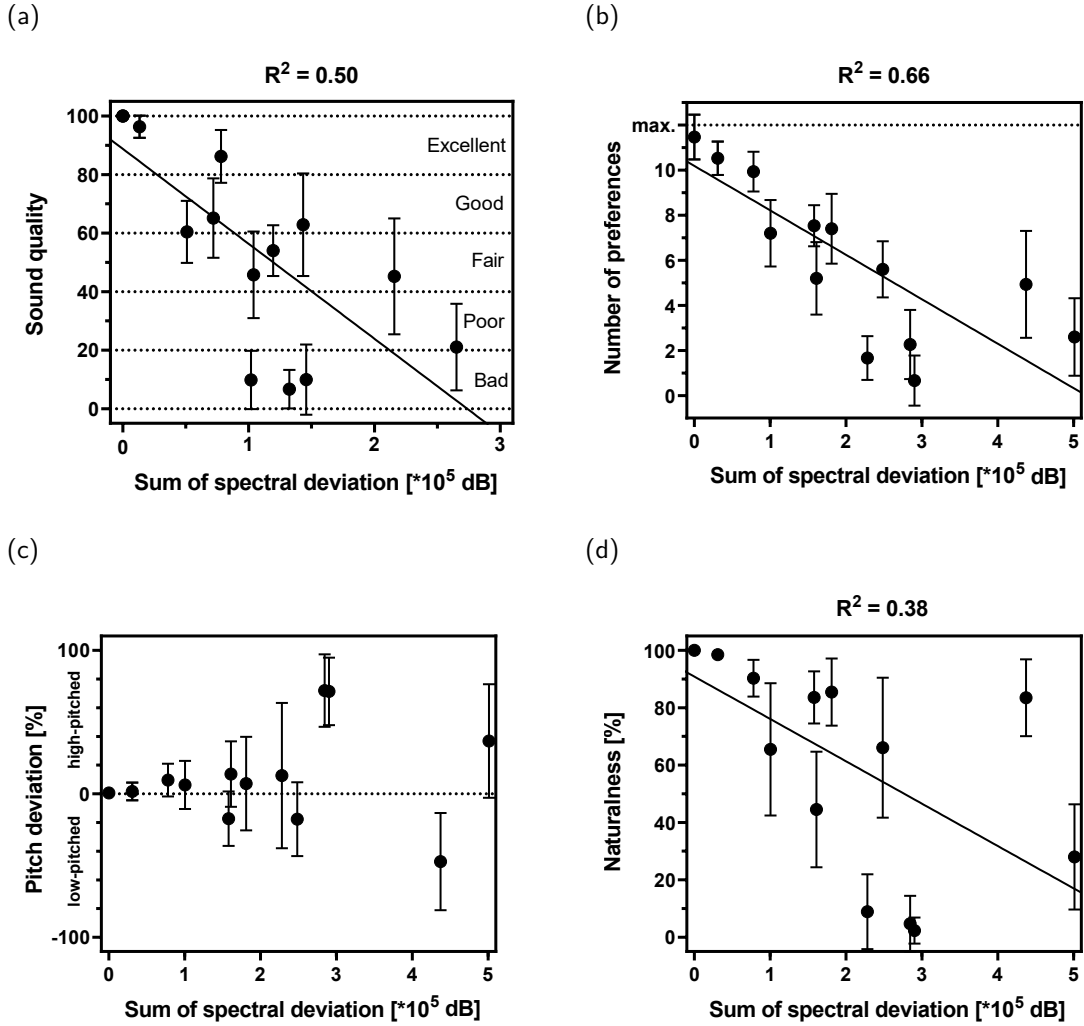 (a)
R² = 0.50
Sound quality
100
80
60
40
20
0
Excellent
Good
Fair
Poor
Bad
0
1
2
3
Sum of spectral deviation [*10⁵ dB]
(b)
R² = 0.66
Number of preferences
max.
10
8
6
4
2
0
0
1
2
3
4
5
Sum of spectral deviation [*10⁵ dB]
(c)
Pitch deviation [%]
low-pitched high-pitched
100
0
-100
0
1
2
3
4
5
Sum of spectral deviation [*10⁵ dB]
(d)
R² = 0.38
Naturalness [%]
100
80
60
40
20
0
0
1
2
3
4
5
Sum of spectral deviation [*10⁵ dB]